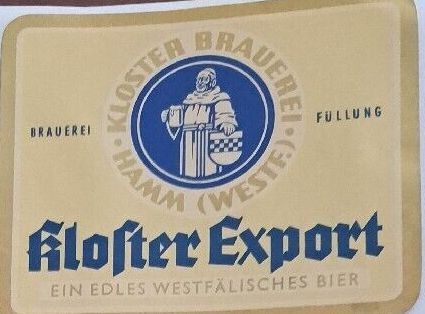 KLOSTER BRAUEREI
· HAMM (WESTF.) ·
BRAUEREI
FÜLLUNG
Kloſter Export
EIN EDLES WESTFÄLISCHES BIER